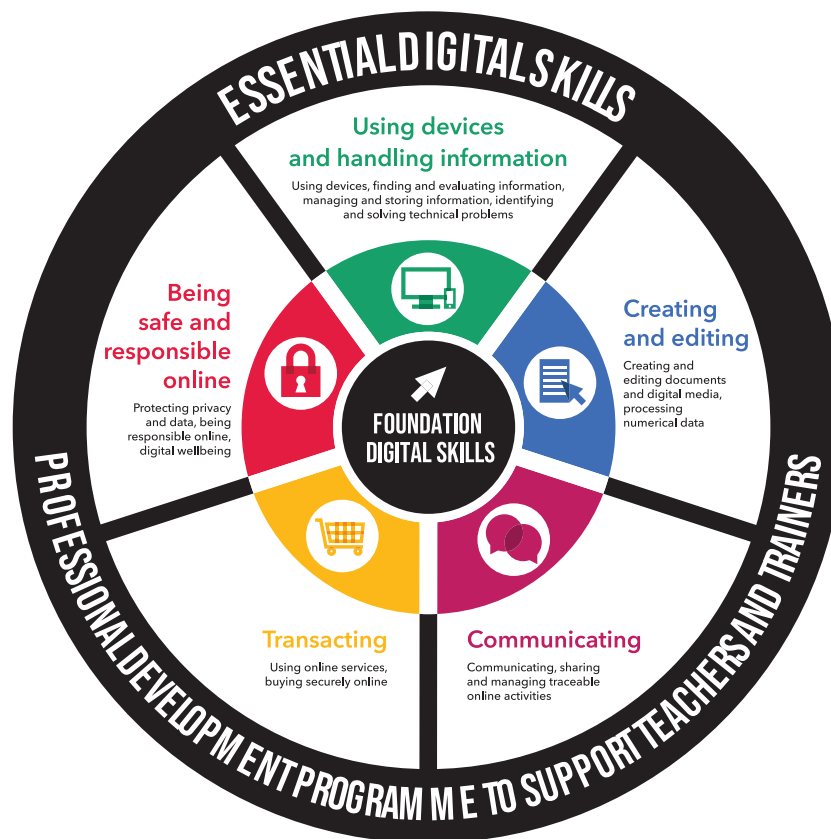 ESSENTIAL DIGITAL SKILLS
Using devices
and handling information
Using devices, finding and evaluating information,
managing and storing information, identifying
and solving technical problems
Being
safe and
responsible
online
Protecting privacy
and data, being
responsible online,
digital wellbeing
Creating
and editing
Creating and
editing documents
and digital media,
processing
numerical data
FOUNDATION
DIGITAL SKILLS
Transacting
Using online services,
buying securely online
Communicating
Communicating, sharing
and managing traceable
online activities
PROFESSIONAL DEVELOPMENT PROGRAMME TO SUPPORT TEACHERS AND TRAINERS